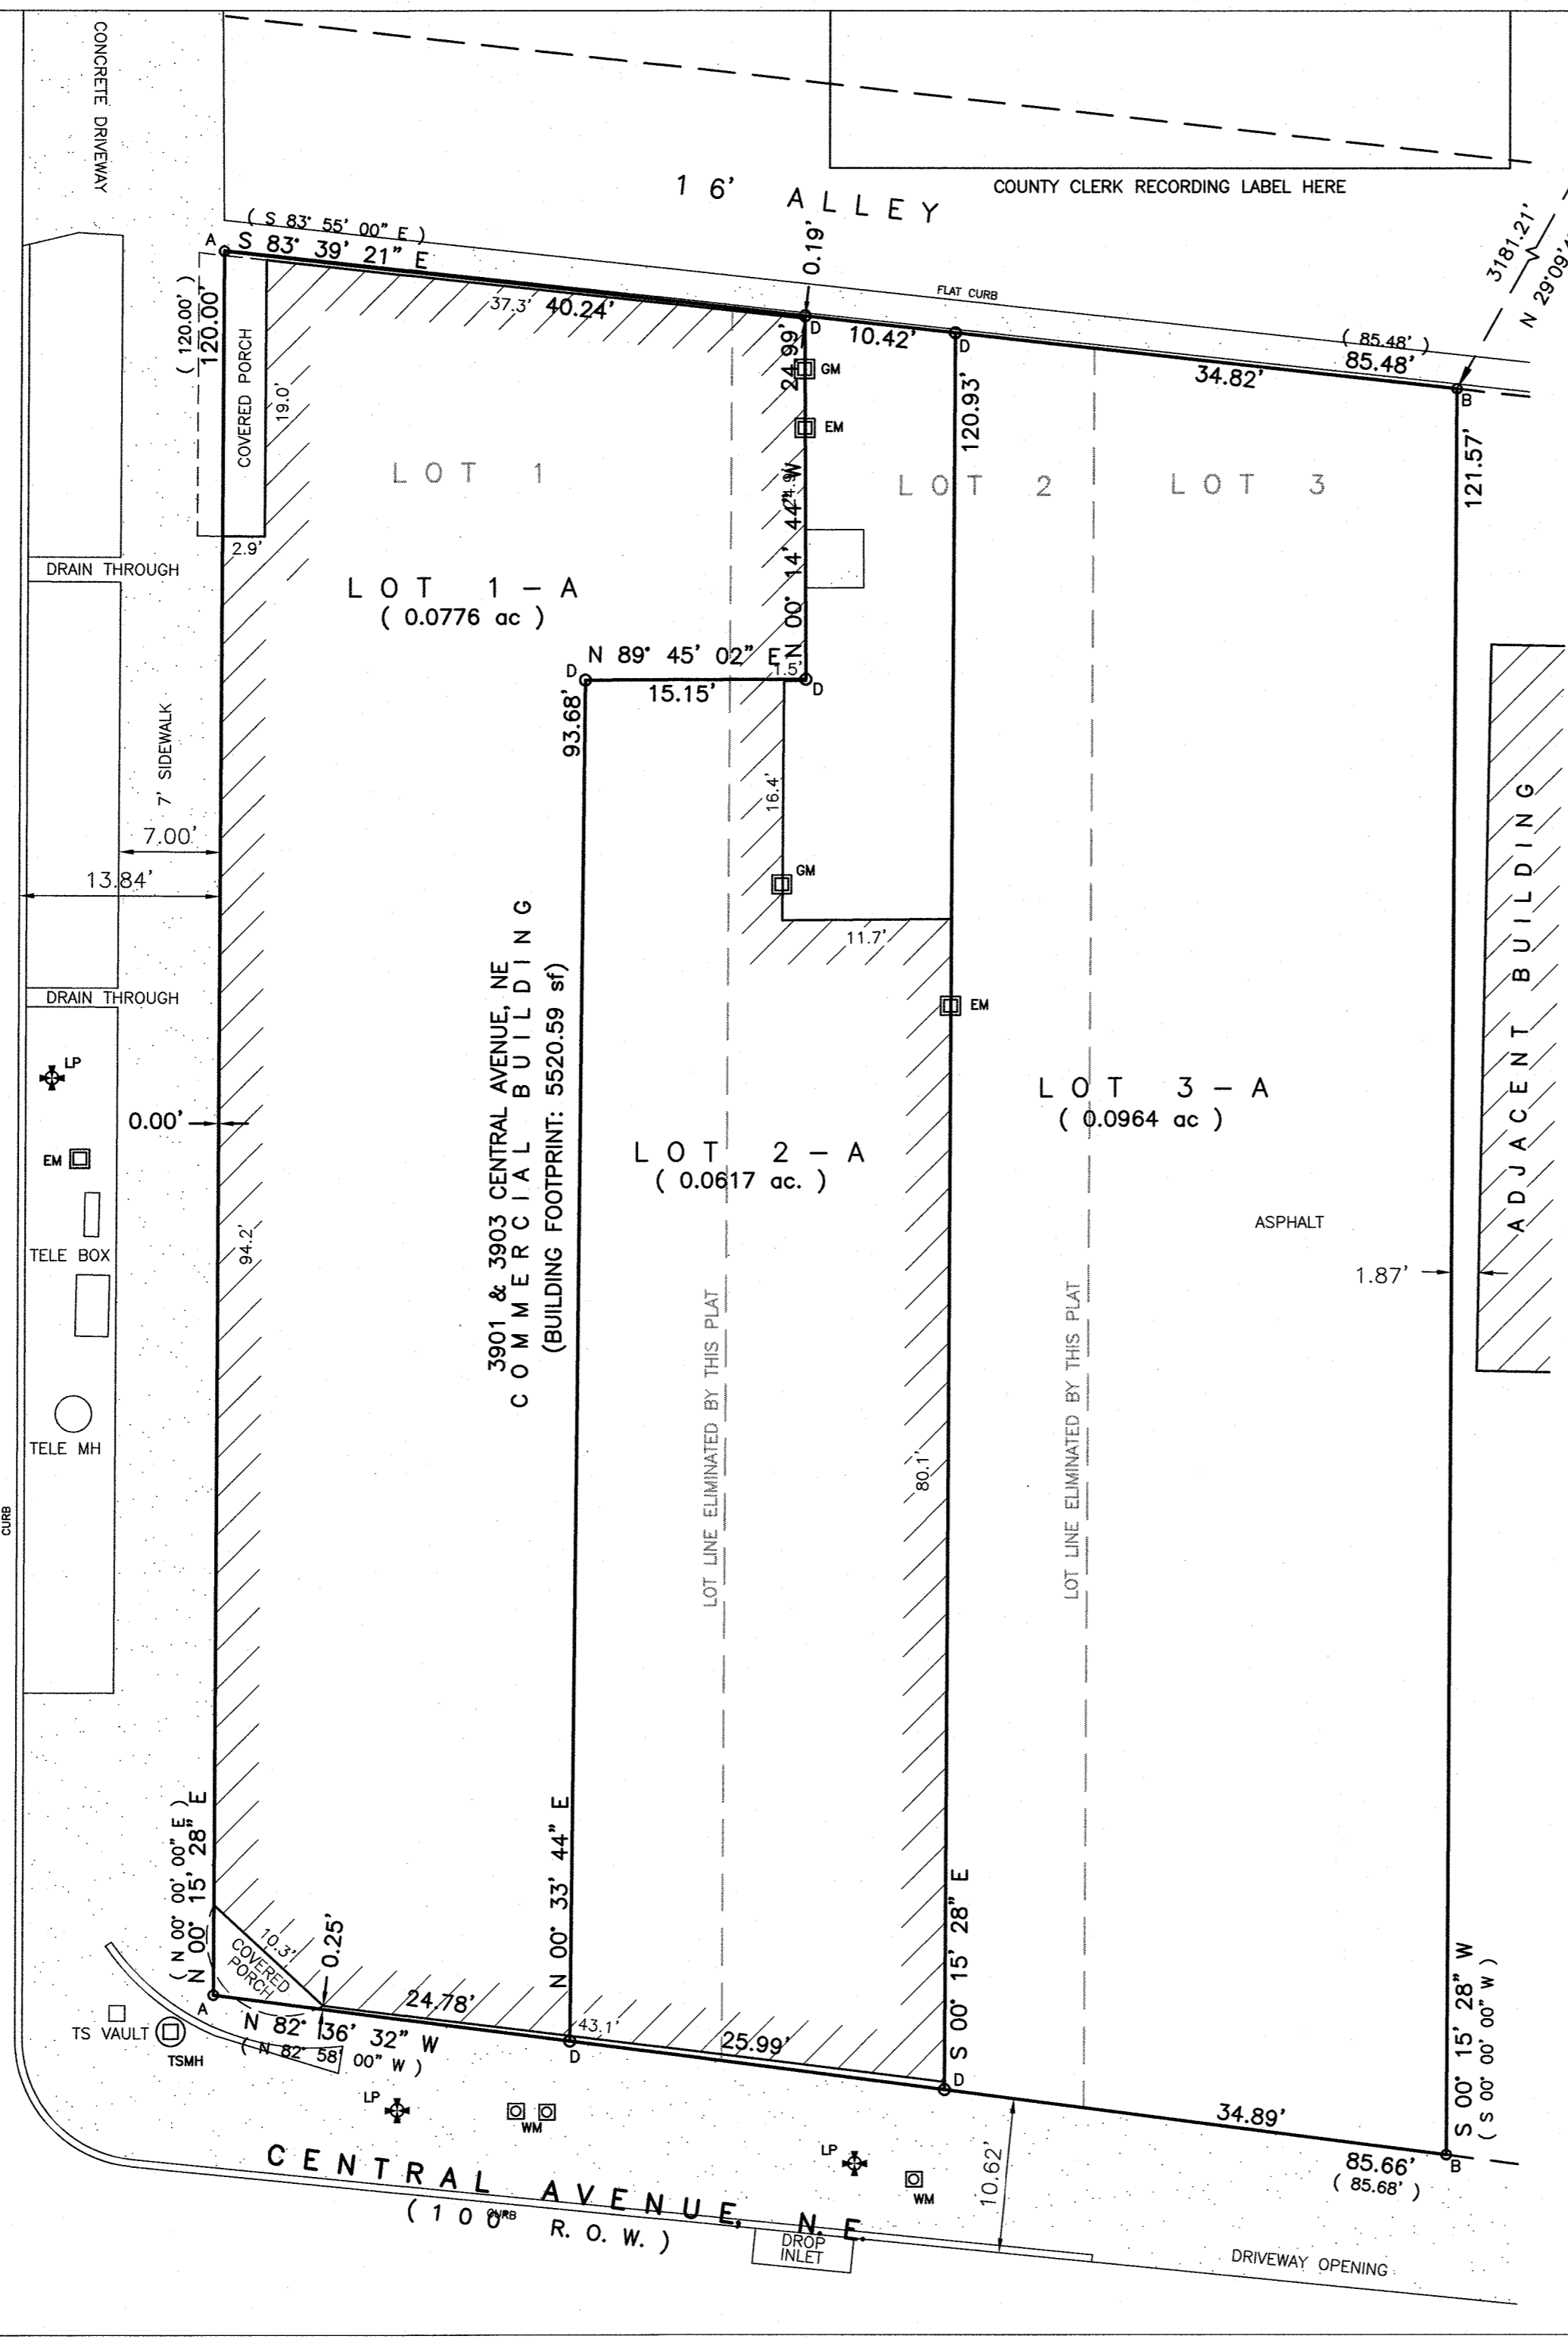 CONCRETE DRIVEWAY
COUNTY CLERK RECORDING LABEL HERE
1 6' ALLEY
3181.21'
( S 83° 55' 00" E )
S 83° 39' 21" E
A
0.19'
FLAT CURB
37.3'
40.24'
D
10.42'
D
( 85.48' )
85.48'
34.82'
B
( 120.00' )
120.00'
COVERED PORCH
19.0'
2.9'
24.99'
GM
EM
N 00° 14' 44" W
120.93'
121.57'
LOT 1
LOT 2
LOT 3
DRAIN THROUGH
LOT 1-A
( 0.0776 ac )
N 89° 45' 02" E
1.5'
D
15.15'
D
93.68'
7' SIDEWALK
7.00'
13.84'
16.4'
GM
11.7'
ADJACENT BUILDING
DRAIN THROUGH
3901 & 3903 CENTRAL AVENUE, NE
COMMERCIAL BUILDING
(BUILDING FOOTPRINT: 5520.59 sf)
EM
LP
0.00'
EM
LOT 3-A
( 0.0964 ac )
LOT 2-A
( 0.0617 ac. )
TELE BOX
94.2'
ASPHALT
1.87'
TELE MH
LOT LINE ELIMINATED BY THIS PLAT
LOT LINE ELIMINATED BY THIS PLAT
80.1'
CURB
( N 00° 00' 00" E )
N 00° 15' 28" E
N 00° 33' 44" E
S 00° 15' 28" E
S 00° 15' 28" W
( S 00° 00' 00" W )
10.3'
COVERED
PORCH
0.25'
A
24.78'
43.1'
25.99'
D
D
TS VAULT
TSMH
N 82° 36' 32" W
( N 82° 58' 00" W )
LP
WM
LP
WM
10.62'
34.89'
85.66'
( 85.68' )
B
CENTRAL AVENUE, N.E.
( 100' R.O.W. )
CURB
DROP
INLET
DRIVEWAY OPENING